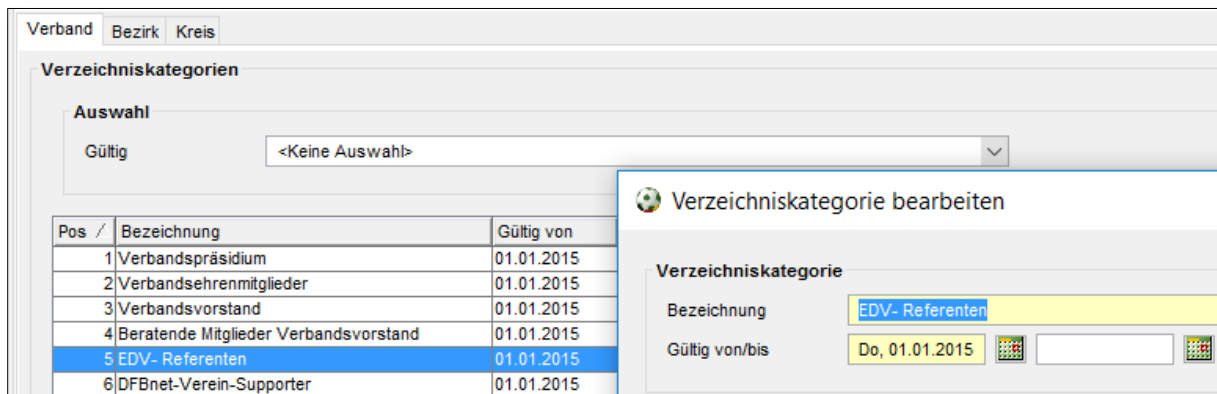 Verband Bezirk Kreis
Verzeichniskategorien
Auswahl
Gültig <Keine Auswahl>
Pos / Bezeichnung Gültig von
1 Verbandspräsidium 01.01.2015
2 Verbandsehrenmitglieder 01.01.2015
3 Verbandsvorstand 01.01.2015
4 Beratende Mitglieder Verbandsvorstand 01.01.2015
5 EDV- Referenten 01.01.2015
6 DFBnet-Verein-Supporter 01.01.2015
Verzeichniskategorie bearbeiten
Verzeichniskategorie
Bezeichnung EDV- Referenten
Gültig von/bis Do, 01.01.2015